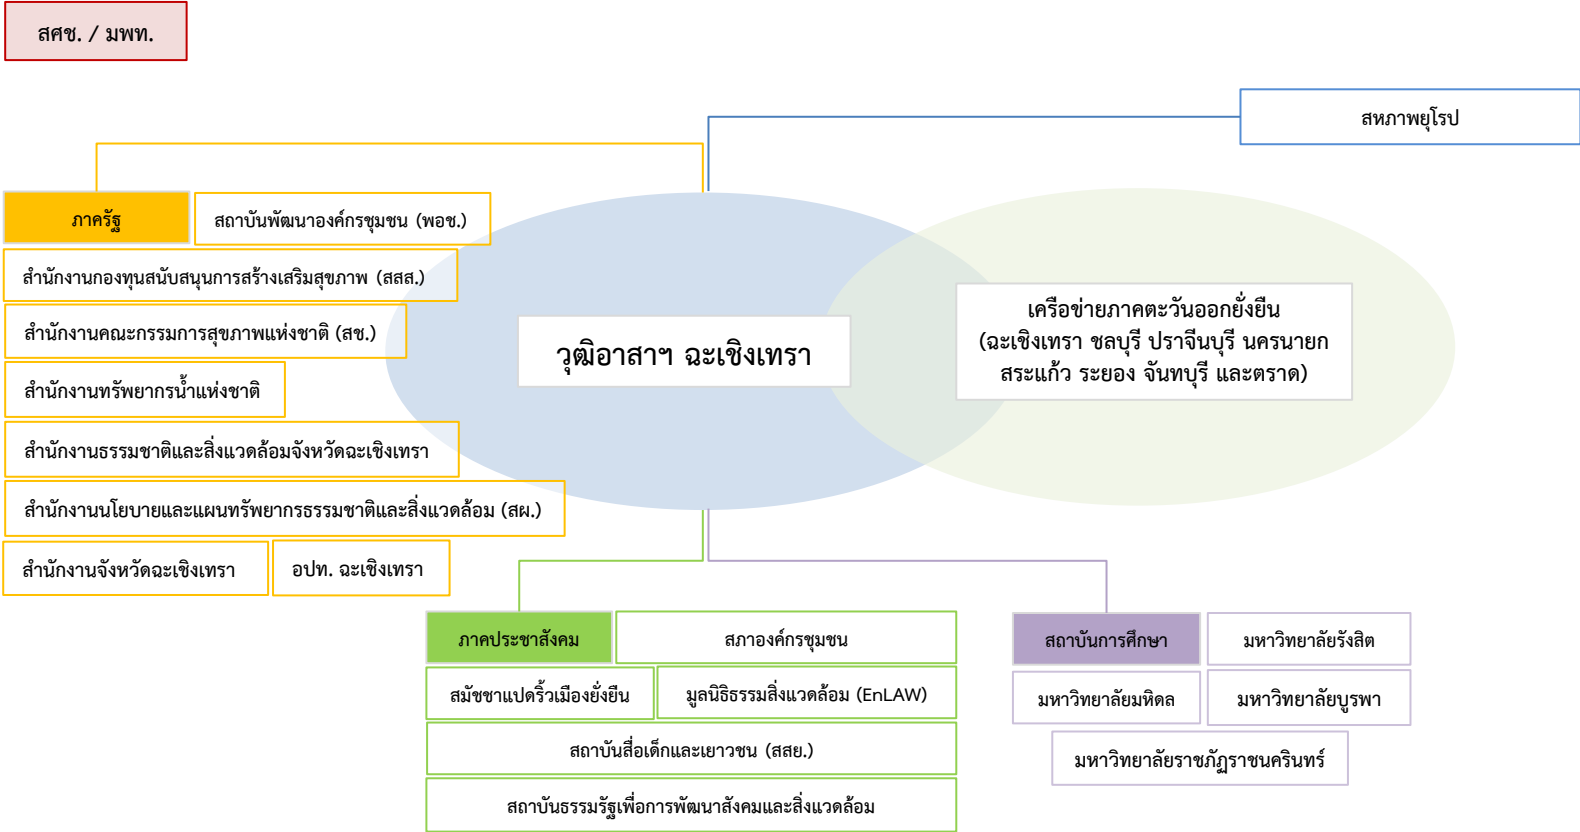 สศช. / มพท.
สหภาพยุโรป
ภาครัฐ
สถาบันพัฒนาองค์กรชุมชน (พอช.)
สำนักงานกองทุนสนับสนุนการสร้างเสริมสุขภาพ (สสส.)
สำนักงานคณะกรรมการสุขภาพแห่งชาติ (สช.)
สำนักงานทรัพยากรน้ำแห่งชาติ
สำนักงานธรรมชาติและสิ่งแวดล้อมจังหวัดฉะเชิงเทรา
สำนักงานนโยบายและแผนทรัพยากรธรรมชาติและสิ่งแวดล้อม (สผ.)
สำนักงานจังหวัดฉะเชิงเทรา
อปท. ฉะเชิงเทรา
วุฒิอาสาฯ ฉะเชิงเทรา
เครือข่ายภาคตะวันออกยั่งยืน
(ฉะเชิงเทรา ชลบุรี ปราจีนบุรี นครนายก
สระแก้ว ระยอง จันทบุรี และตราด)
ภาคประชาสังคม
สภาองค์กรชุมชน
สมัชชาแปดริ้วเมืองยั่งยืน
มูลนิธิธรรมสิ่งแวดล้อม (EnLAW)
สถาบันสื่อเด็กและเยาวชน (สสย.)
สถาบันธรรมรัฐเพื่อการพัฒนาสังคมและสิ่งแวดล้อม
สถาบันการศึกษา
มหาวิทยาลัยรังสิต
มหาวิทยาลัยมหิดล
มหาวิทยาลัยบูรพา
มหาวิทยาลัยราชภัฏราชนครินทร์